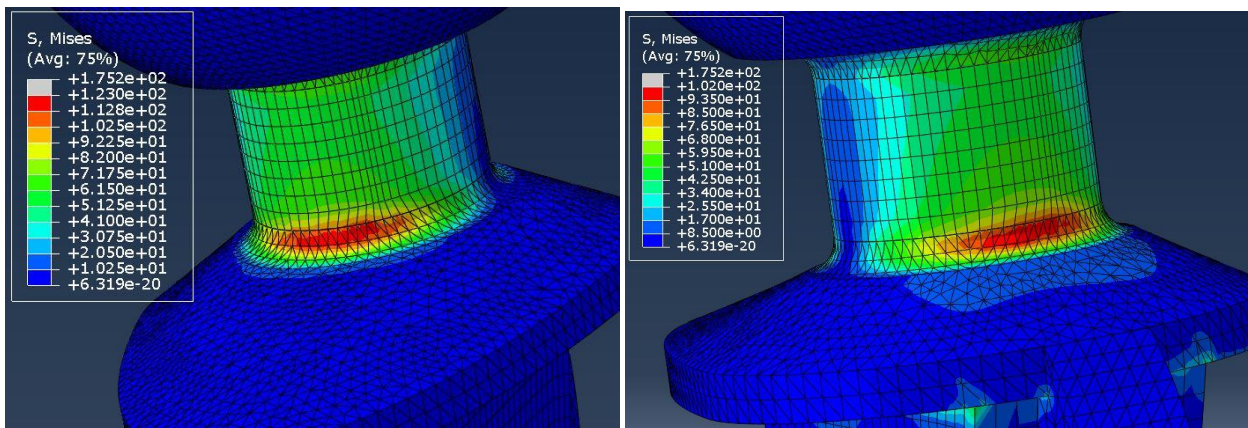 S, Mises
(Avg: 75%)
+1.752e+02
+1.230e+02
+1.128e+02
+1.025e+02
+9.225e+01
+8.200e+01
+7.175e+01
+6.150e+01
+5.125e+01
+4.101e+01
+3.075e+01
+2.050e+01
+1.025e+01
+6.319e-20
S, Mises
(Avg: 75%)
+1.752e+02
+1.020e+02
+9.350e+01
+8.500e+01
+7.650e+01
+6.800e+01
+5.950e+01
+5.100e+01
+4.250e+01
+3.400e+01
+2.550e+01
+1.700e+01
+8.500e+00
+6.319e-20